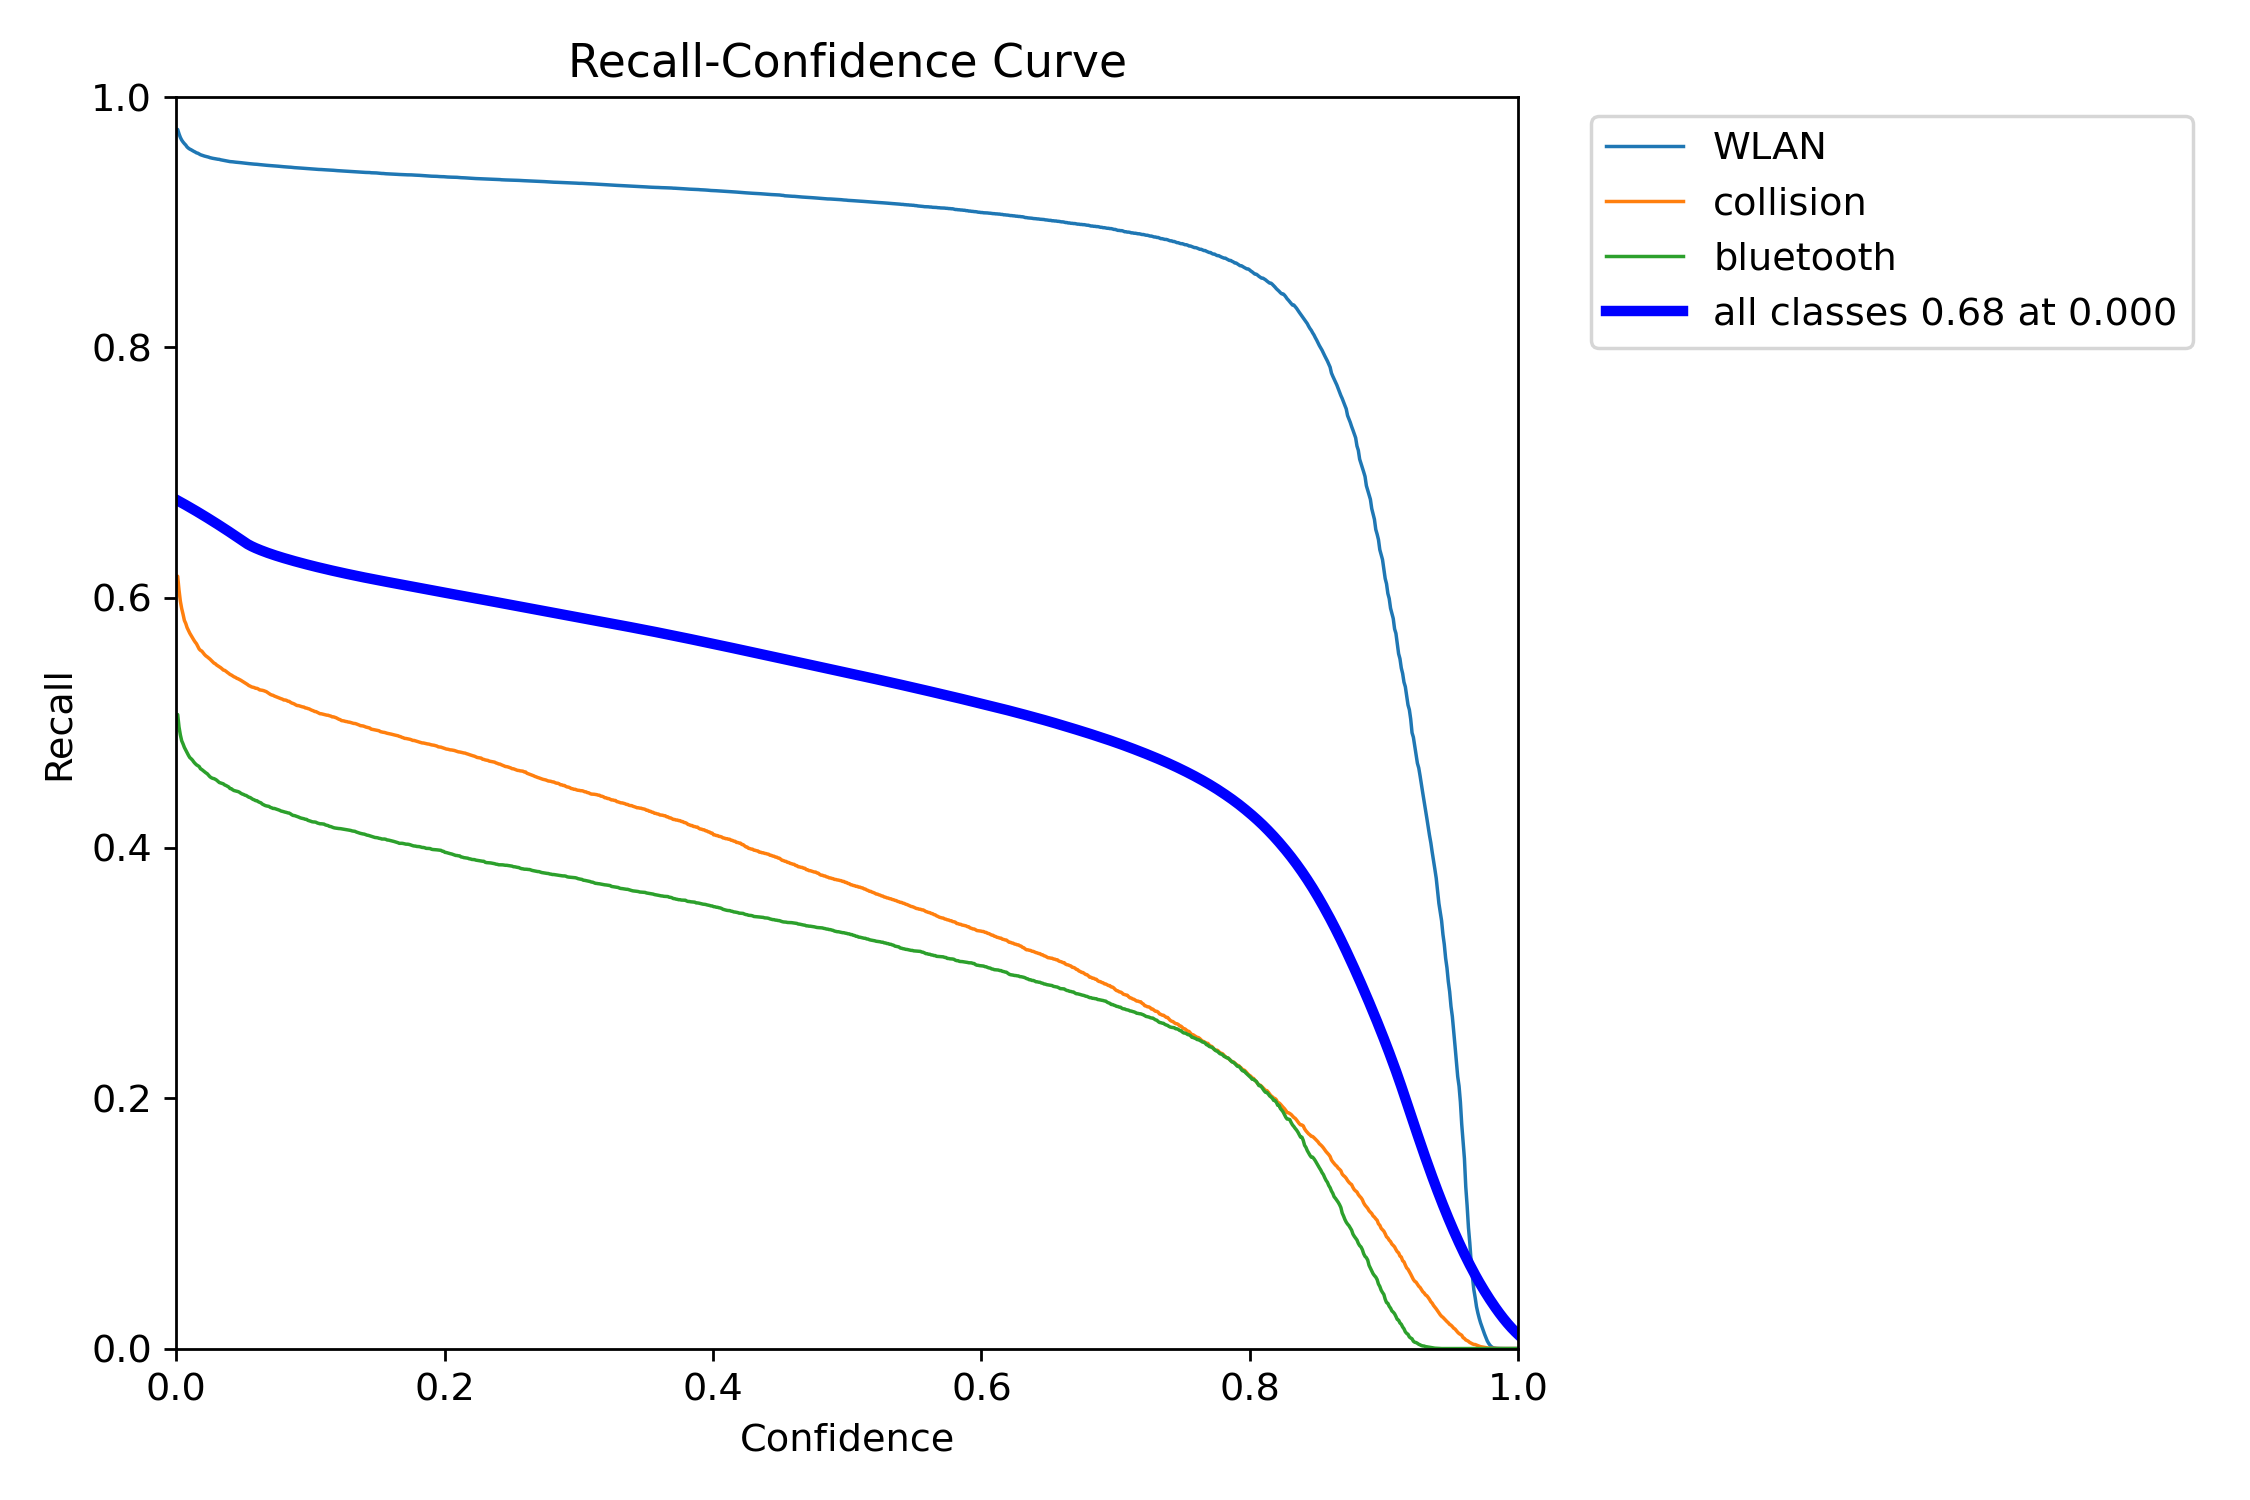 Recall-Confidence Curve
1.0
0.8
0.6
0.4
0.2
0.0
Recall
0.0 0.2 0.4 0.6 0.8 1.0
Confidence
WLAN
collision
bluetooth
all classes 0.68 at 0.000